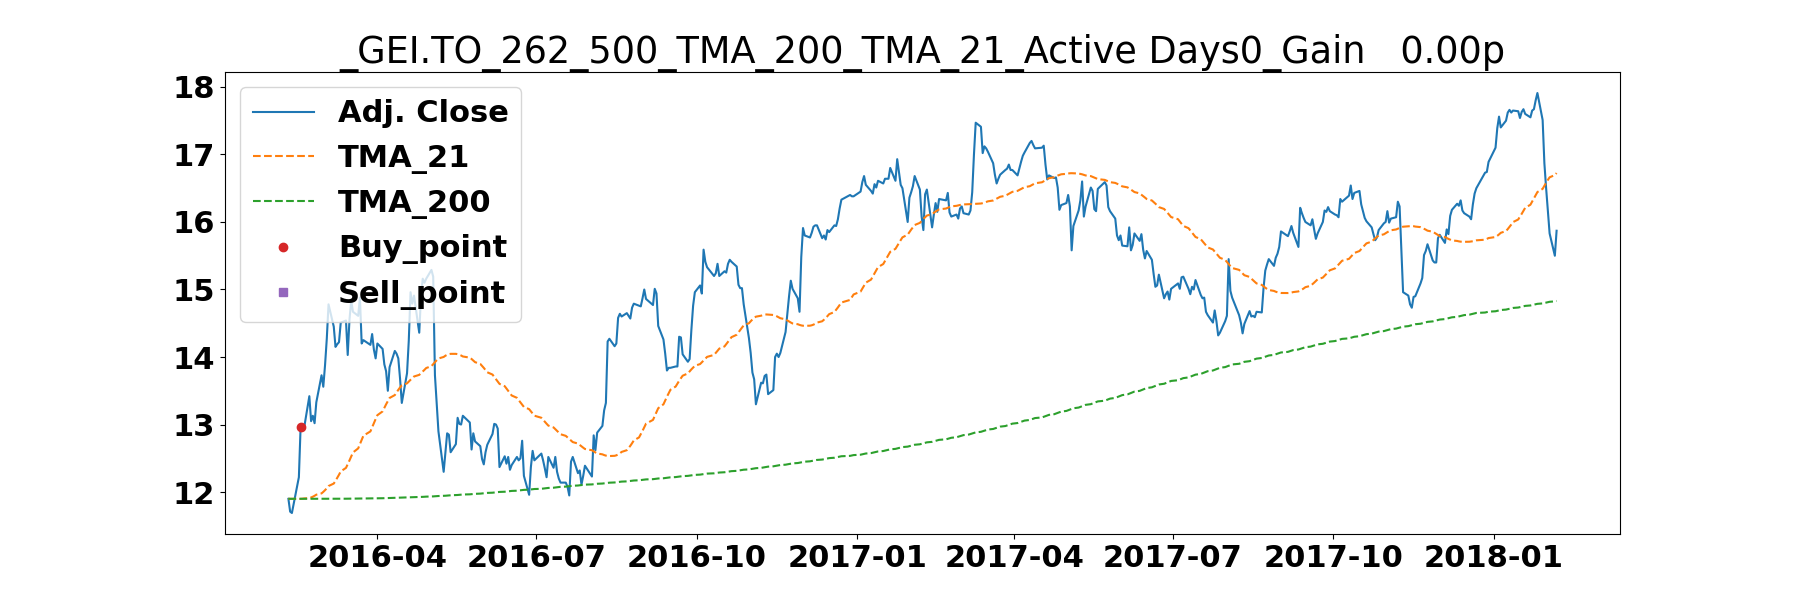 _GEI.TO_262_500_TMA_200_TMA_21_Active Days0_Gain   0.00p
18
17
16
15
14
13
12
Adj. Close
TMA_21
TMA_200
Buy_point
Sell_point
2016-04 2016-07 2016-10 2017-01 2017-04 2017-07 2017-10 2018-01